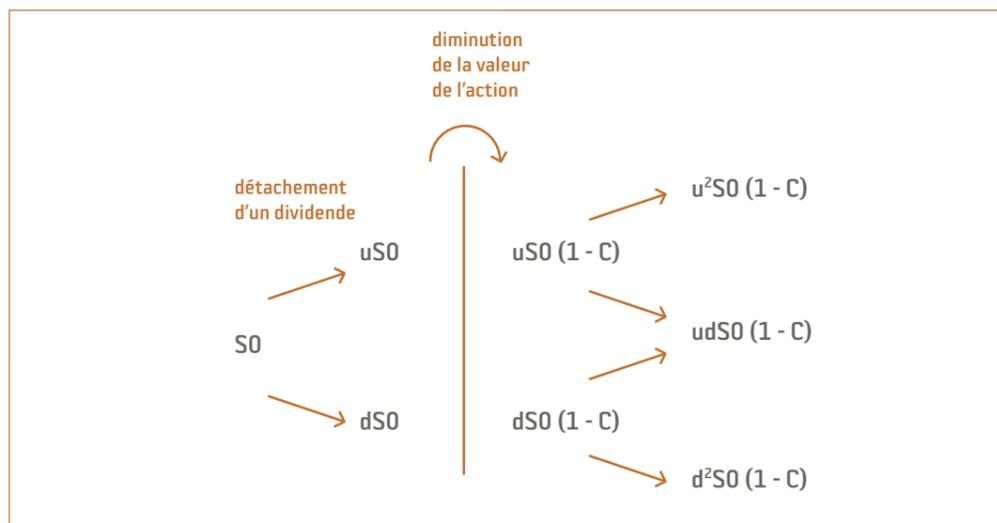 diminution
de la valeur
de l’action
détachement
d’un dividende
u²S0 (1 - C)
uS0
uS0 (1 - C)
S0
udS0 (1 - C)
dS0
dS0 (1 - C)
d²S0 (1 - C)